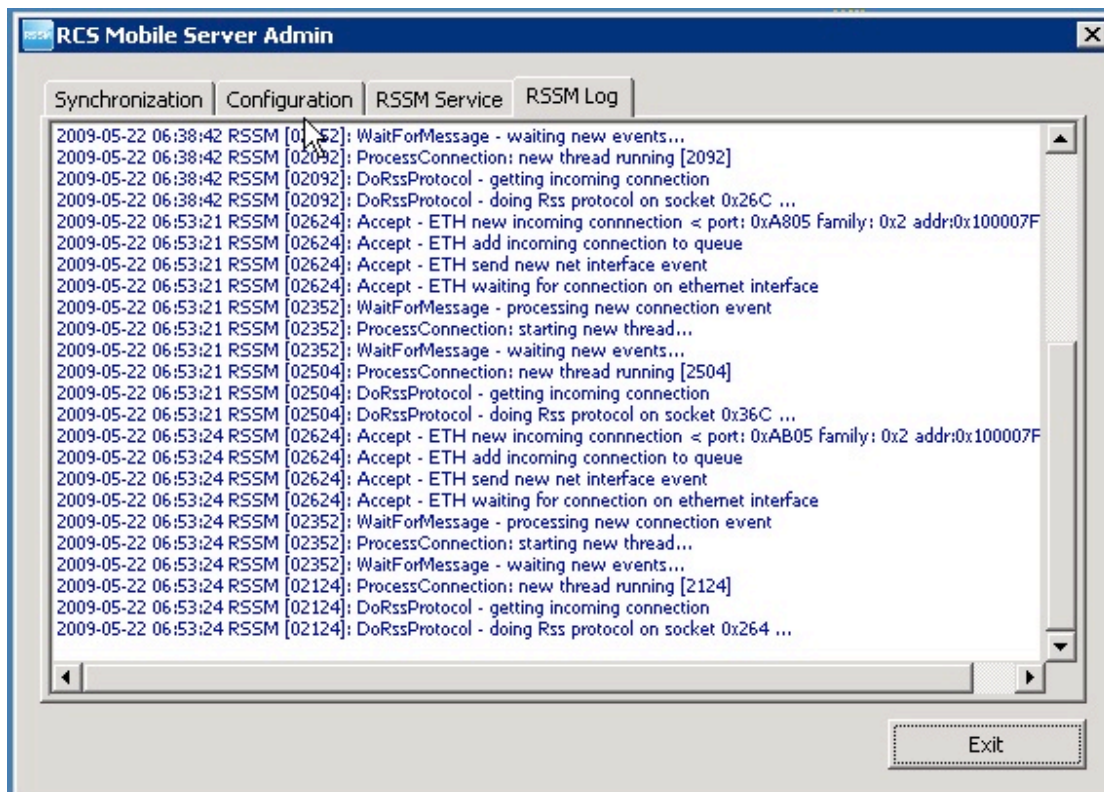 RSSM RCS Mobile Server Admin
Synchronization Configuration RSSM Service RSSM Log
2009-05-22 06:38:42 RSSM [02352]: WaitForMessage - waiting new events...
2009-05-22 06:38:42 RSSM [02092]: ProcessConnection: new thread running [2092]
2009-05-22 06:38:42 RSSM [02092]: DoRssProtocol - getting incoming connection
2009-05-22 06:38:42 RSSM [02092]: DoRssProtocol - doing Rss protocol on socket 0x26C ...
2009-05-22 06:53:21 RSSM [02624]: Accept - ETH new incoming connnection < port: 0xA805 family: 0x2 addr:0x100007F
2009-05-22 06:53:21 RSSM [02624]: Accept - ETH add incoming connection to queue
2009-05-22 06:53:21 RSSM [02624]: Accept - ETH send new net interface event
2009-05-22 06:53:21 RSSM [02624]: Accept - ETH waiting for connection on ethernet interface
2009-05-22 06:53:21 RSSM [02352]: WaitForMessage - processing new connection event
2009-05-22 06:53:21 RSSM [02352]: ProcessConnection: starting new thread...
2009-05-22 06:53:21 RSSM [02352]: WaitForMessage - waiting new events...
2009-05-22 06:53:21 RSSM [02504]: ProcessConnection: new thread running [2504]
2009-05-22 06:53:21 RSSM [02504]: DoRssProtocol - getting incoming connection
2009-05-22 06:53:21 RSSM [02504]: DoRssProtocol - doing Rss protocol on socket 0x36C ...
2009-05-22 06:53:24 RSSM [02624]: Accept - ETH new incoming connnection < port: 0xAB05 family: 0x2 addr:0x100007F
2009-05-22 06:53:24 RSSM [02624]: Accept - ETH add incoming connection to queue
2009-05-22 06:53:24 RSSM [02624]: Accept - ETH send new net interface event
2009-05-22 06:53:24 RSSM [02624]: Accept - ETH waiting for connection on ethernet interface
2009-05-22 06:53:24 RSSM [02352]: WaitForMessage - processing new connection event
2009-05-22 06:53:24 RSSM [02352]: ProcessConnection: starting new thread...
2009-05-22 06:53:24 RSSM [02352]: WaitForMessage - waiting new events...
2009-05-22 06:53:24 RSSM [02124]: ProcessConnection: new thread running [2124]
2009-05-22 06:53:24 RSSM [02124]: DoRssProtocol - getting incoming connection
2009-05-22 06:53:24 RSSM [02124]: DoRssProtocol - doing Rss protocol on socket 0x264 ...
Exit